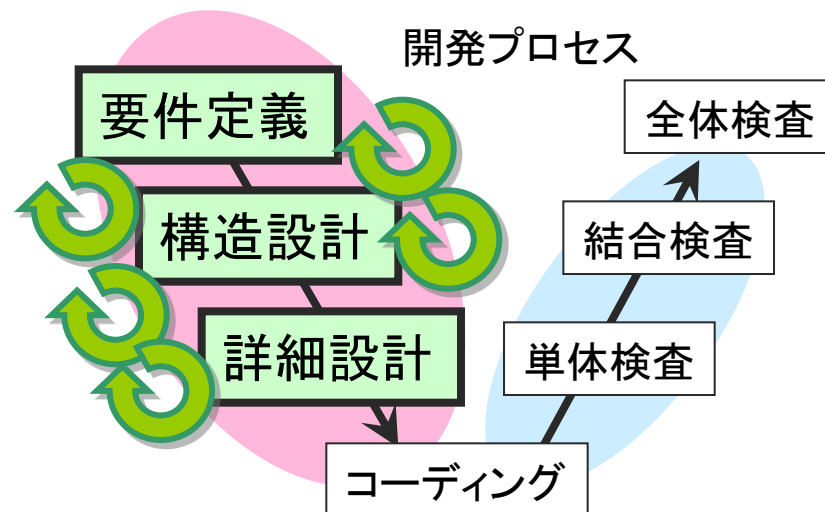 開発プロセス
要件定義
構造設計
詳細設計
コーディング
単体検査
結合検査
全体検査